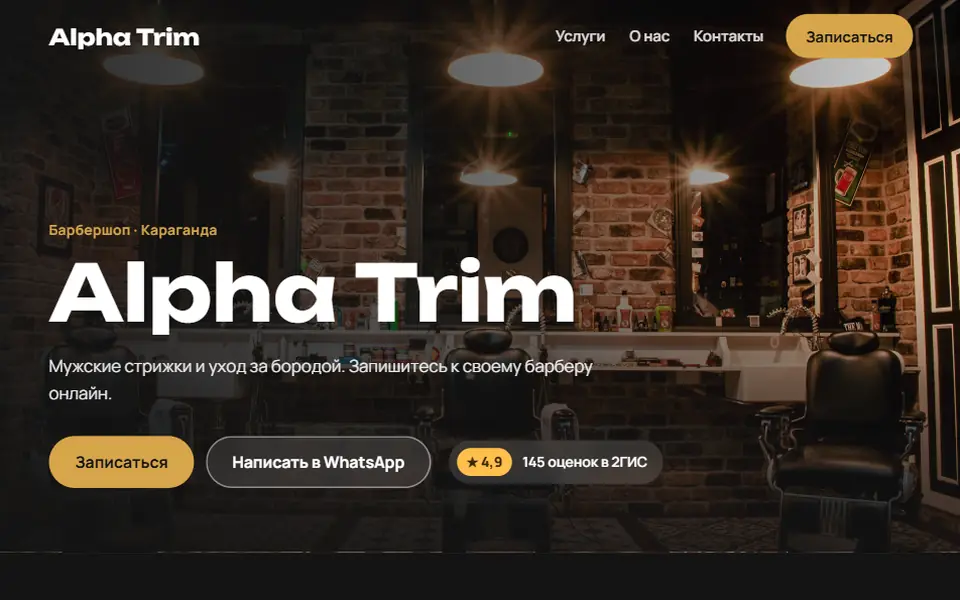 Alpha Trim
Услуги
О нас
Контакты
Записаться
Барбершоп · Караганда
Alpha Trim
Мужские стрижки и уход за бородой. Запишитесь к своему барберу
онлайн.
Записаться
Написать в WhatsApp
★ 4,9
145 оценок в 2ГИС